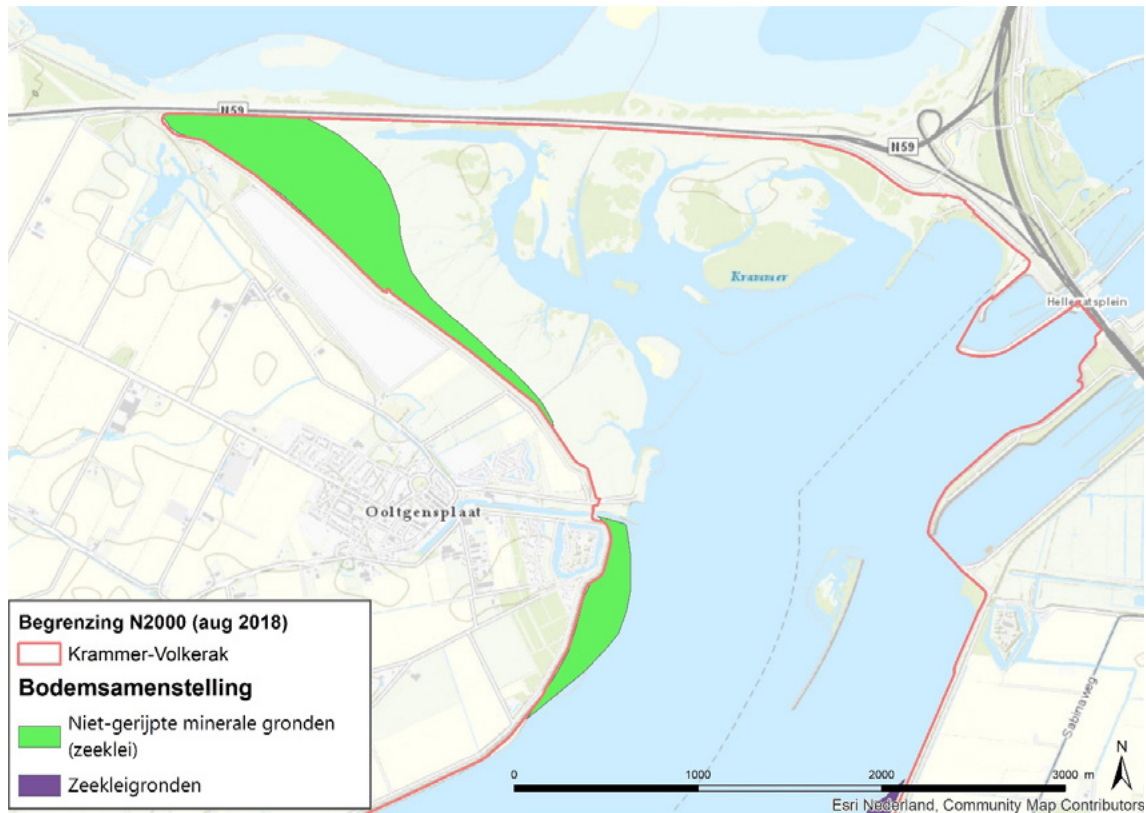 N59
N59
Krammer
Hellegatsplein
Ooltgensplaat
Sabinaweg
Begrenzing N2000 (aug 2018)
Krammer-Volkerak
Bodemsamenstelling
Niet-gerijpte minerale gronden
(zeeklei)
Zeekleigronden
N
0 1000 2000 3000 m
Esri Nederland, Community Map Contributors